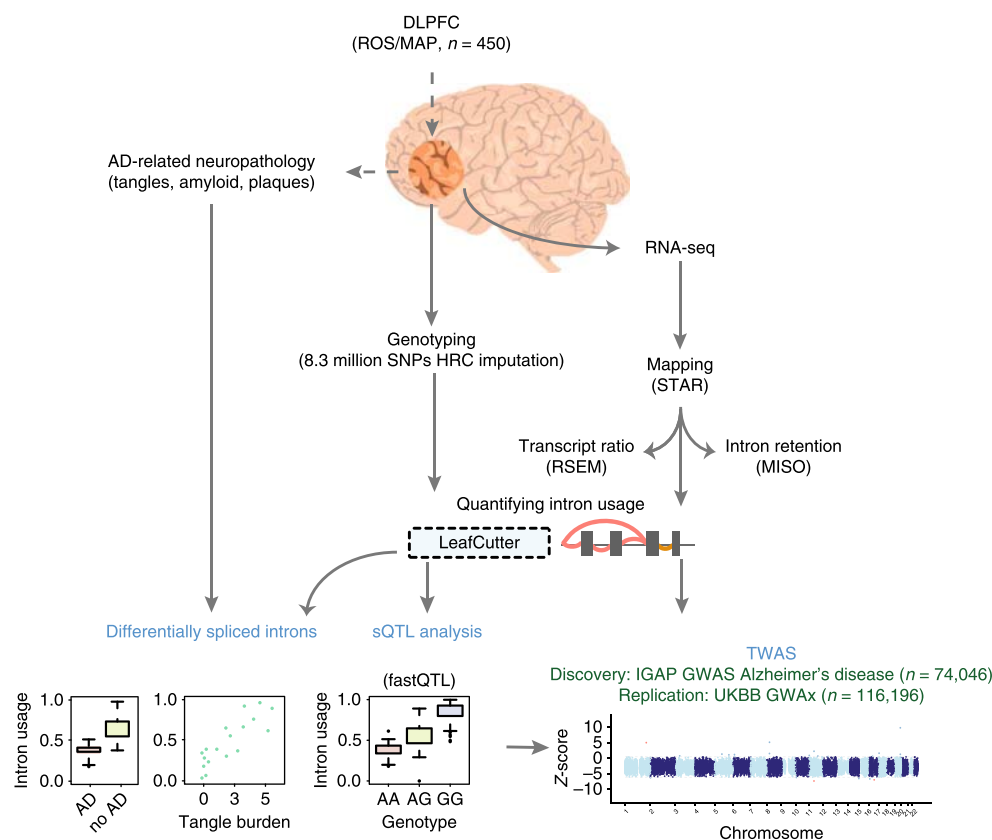 DLPFC
(ROS/MAP, n = 450)
AD-related neuropathology
(tangles, amyloid, plaques)
RNA-seq
Genotyping
(8.3 million SNPs HRC imputation)
Mapping
(STAR)
Transcript ratio
(RSEM)
Intron retention
(MISO)
Quantifying intron usage
LeafCutter
Differentially spliced introns
sQTL analysis
TWAS
Discovery: IGAP GWAS Alzheimer's disease (n = 74,046)
Replication: UKBB GWAx (n = 116,196)
(fastQTL)
Intron usage
1.0
0.5
0.0
AD
no AD
1.0
0.5
0.0
0 3 5
Tangle burden
Intron usage
1.0
0.5
0.0
AA AG GG
Genotype
Z-score
10
5
0
−5
−10
1 2 3 4 5 6 7 8 9 10 11 12 13 14 15 16 17 18 19 20 21 22
Chromosome